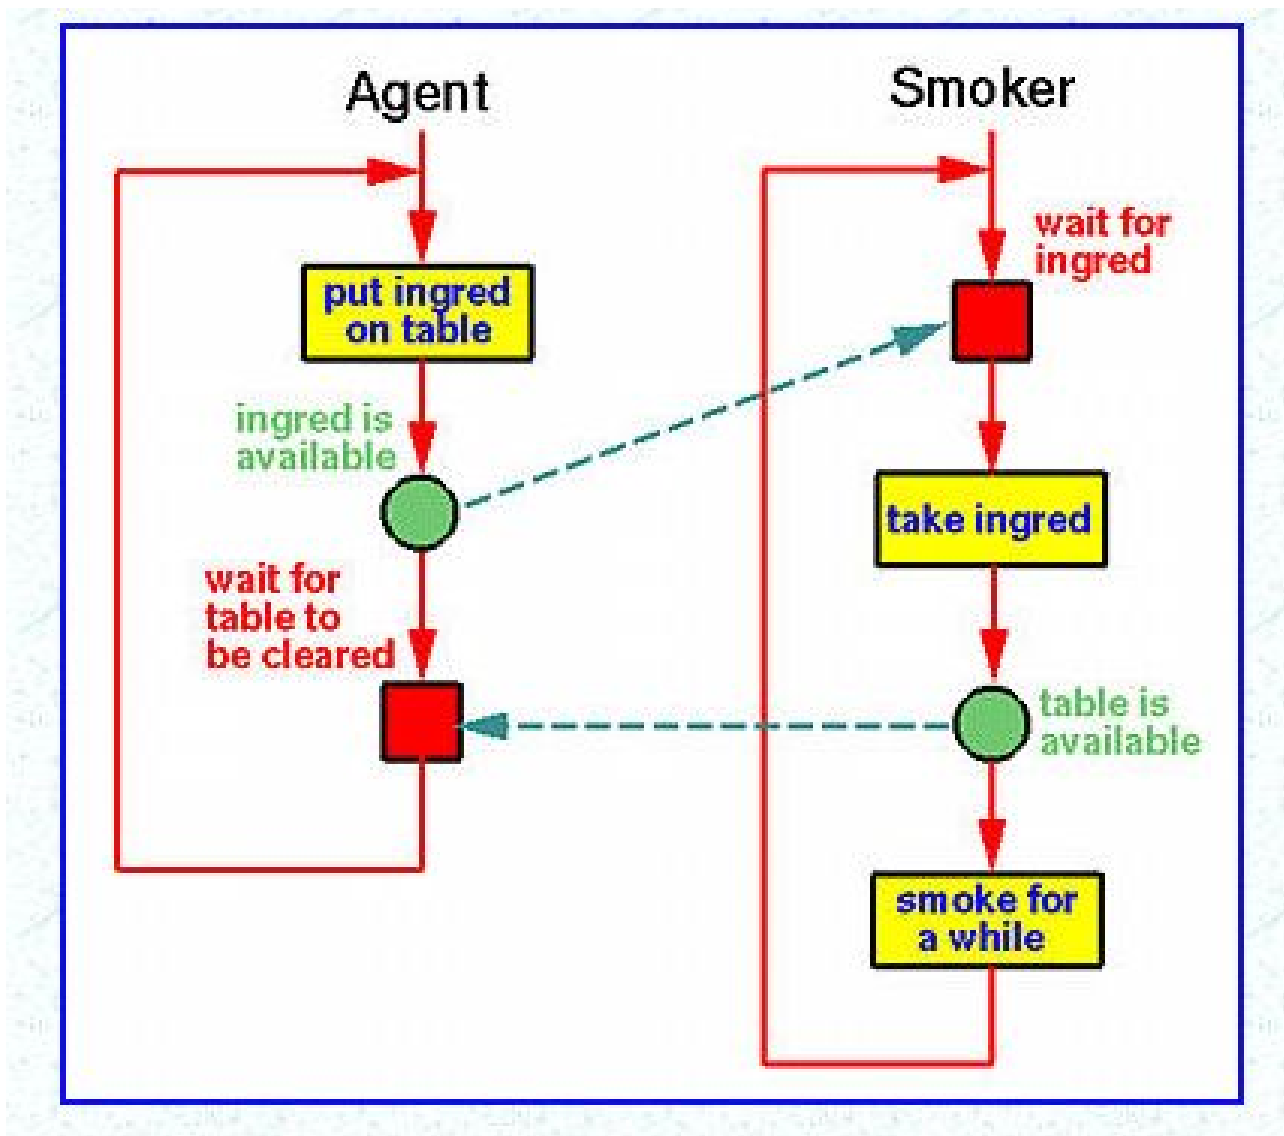 Agent
put ingred
on table
ingred is
available
wait for
table to
be cleared
Smoker
wait for
ingred
take ingred
table is
available
smoke for
a while